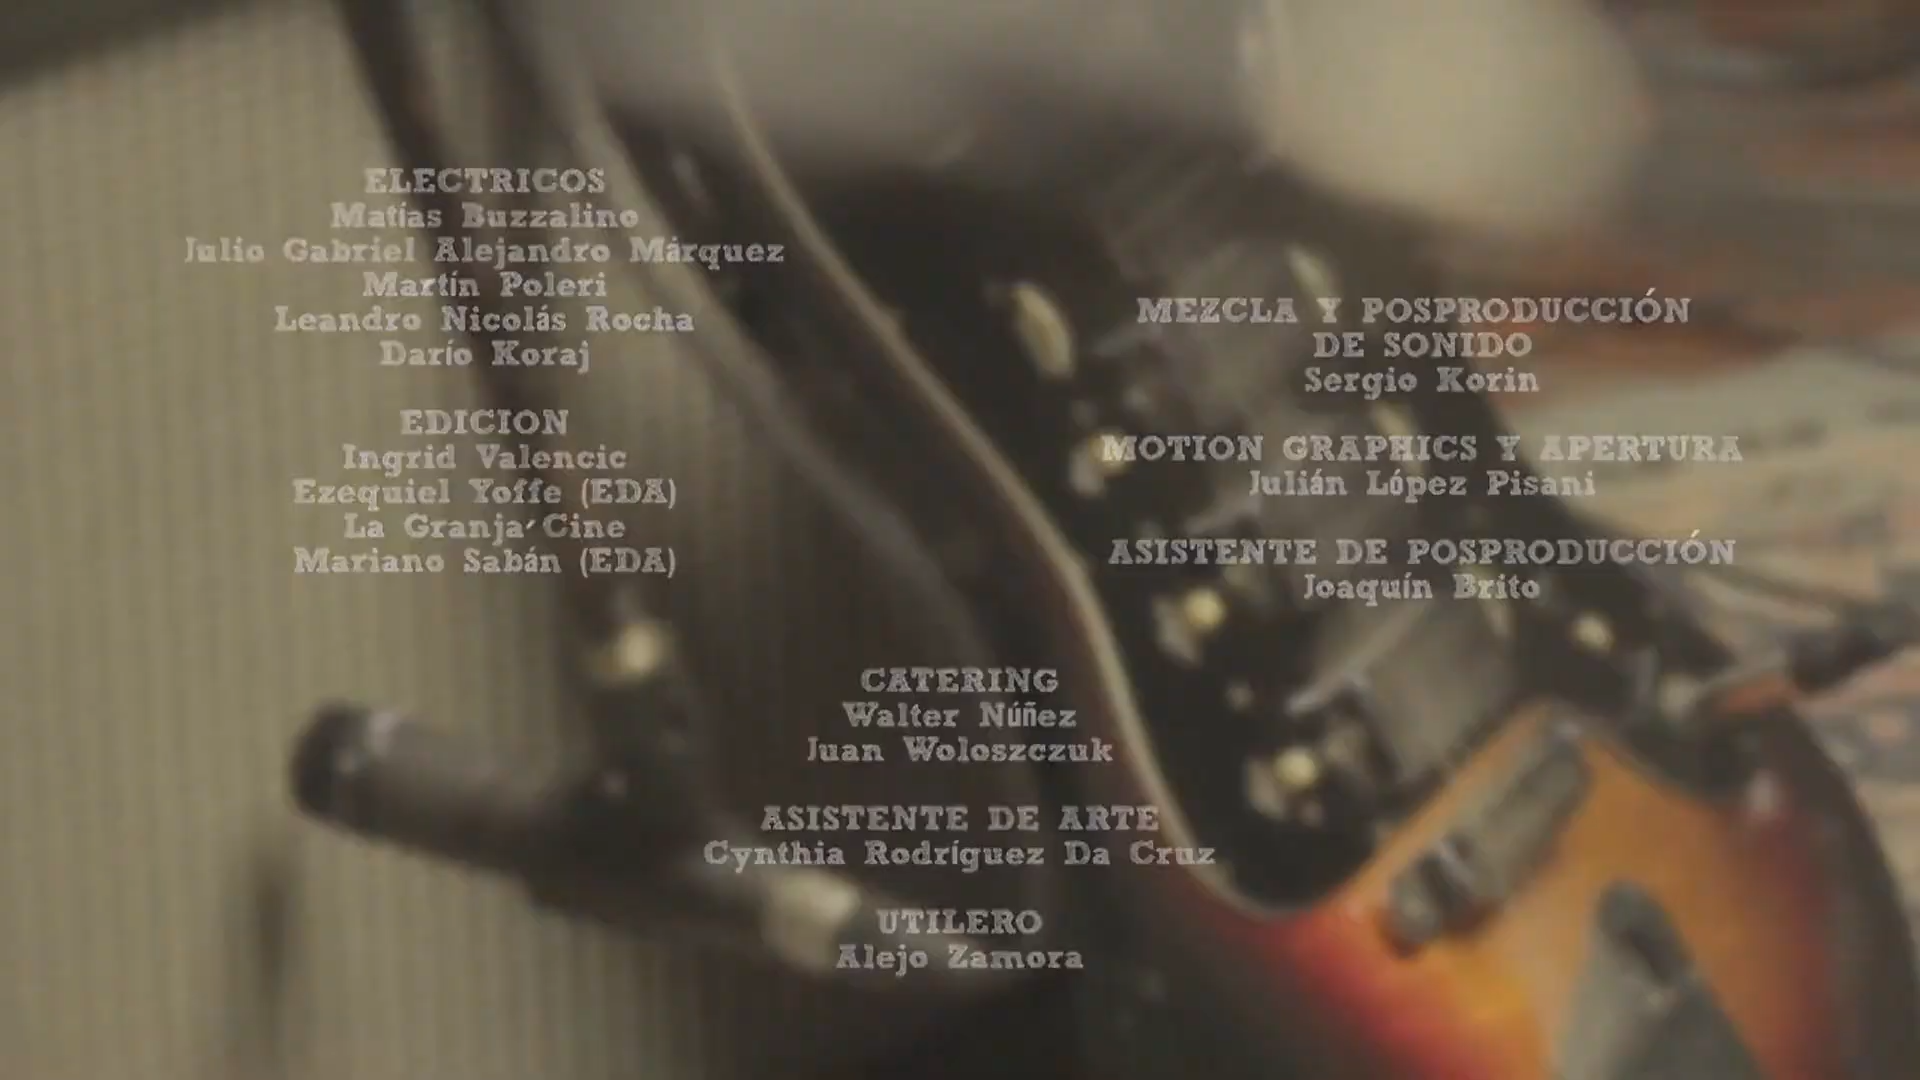 ELECTRICOS
Matías Buzzalino
Julio Gabriel Alejandro Márquez
Martín Poleri
Leandro Nicolás Rocha
Darío Koraj
EDICION
Ingrid Valencic
Ezequiel Yoffe (EDA)
La Granja Cine
Mariano Sabán (EDA)
MEZCLA Y POSPRODUCCIÓN
DE SONIDO
Sergio Korin
MOTION GRAPHICS Y APERTURA
Julián López Pisani
ASISTENTE DE POSPRODUCCIÓN
Joaquín Brito
CATERING
Walter Núñez
Juan Woloszczuk
ASISTENTE DE ARTE
Cynthia Rodríguez Da Cruz
UTILERO
Alejo Zamora